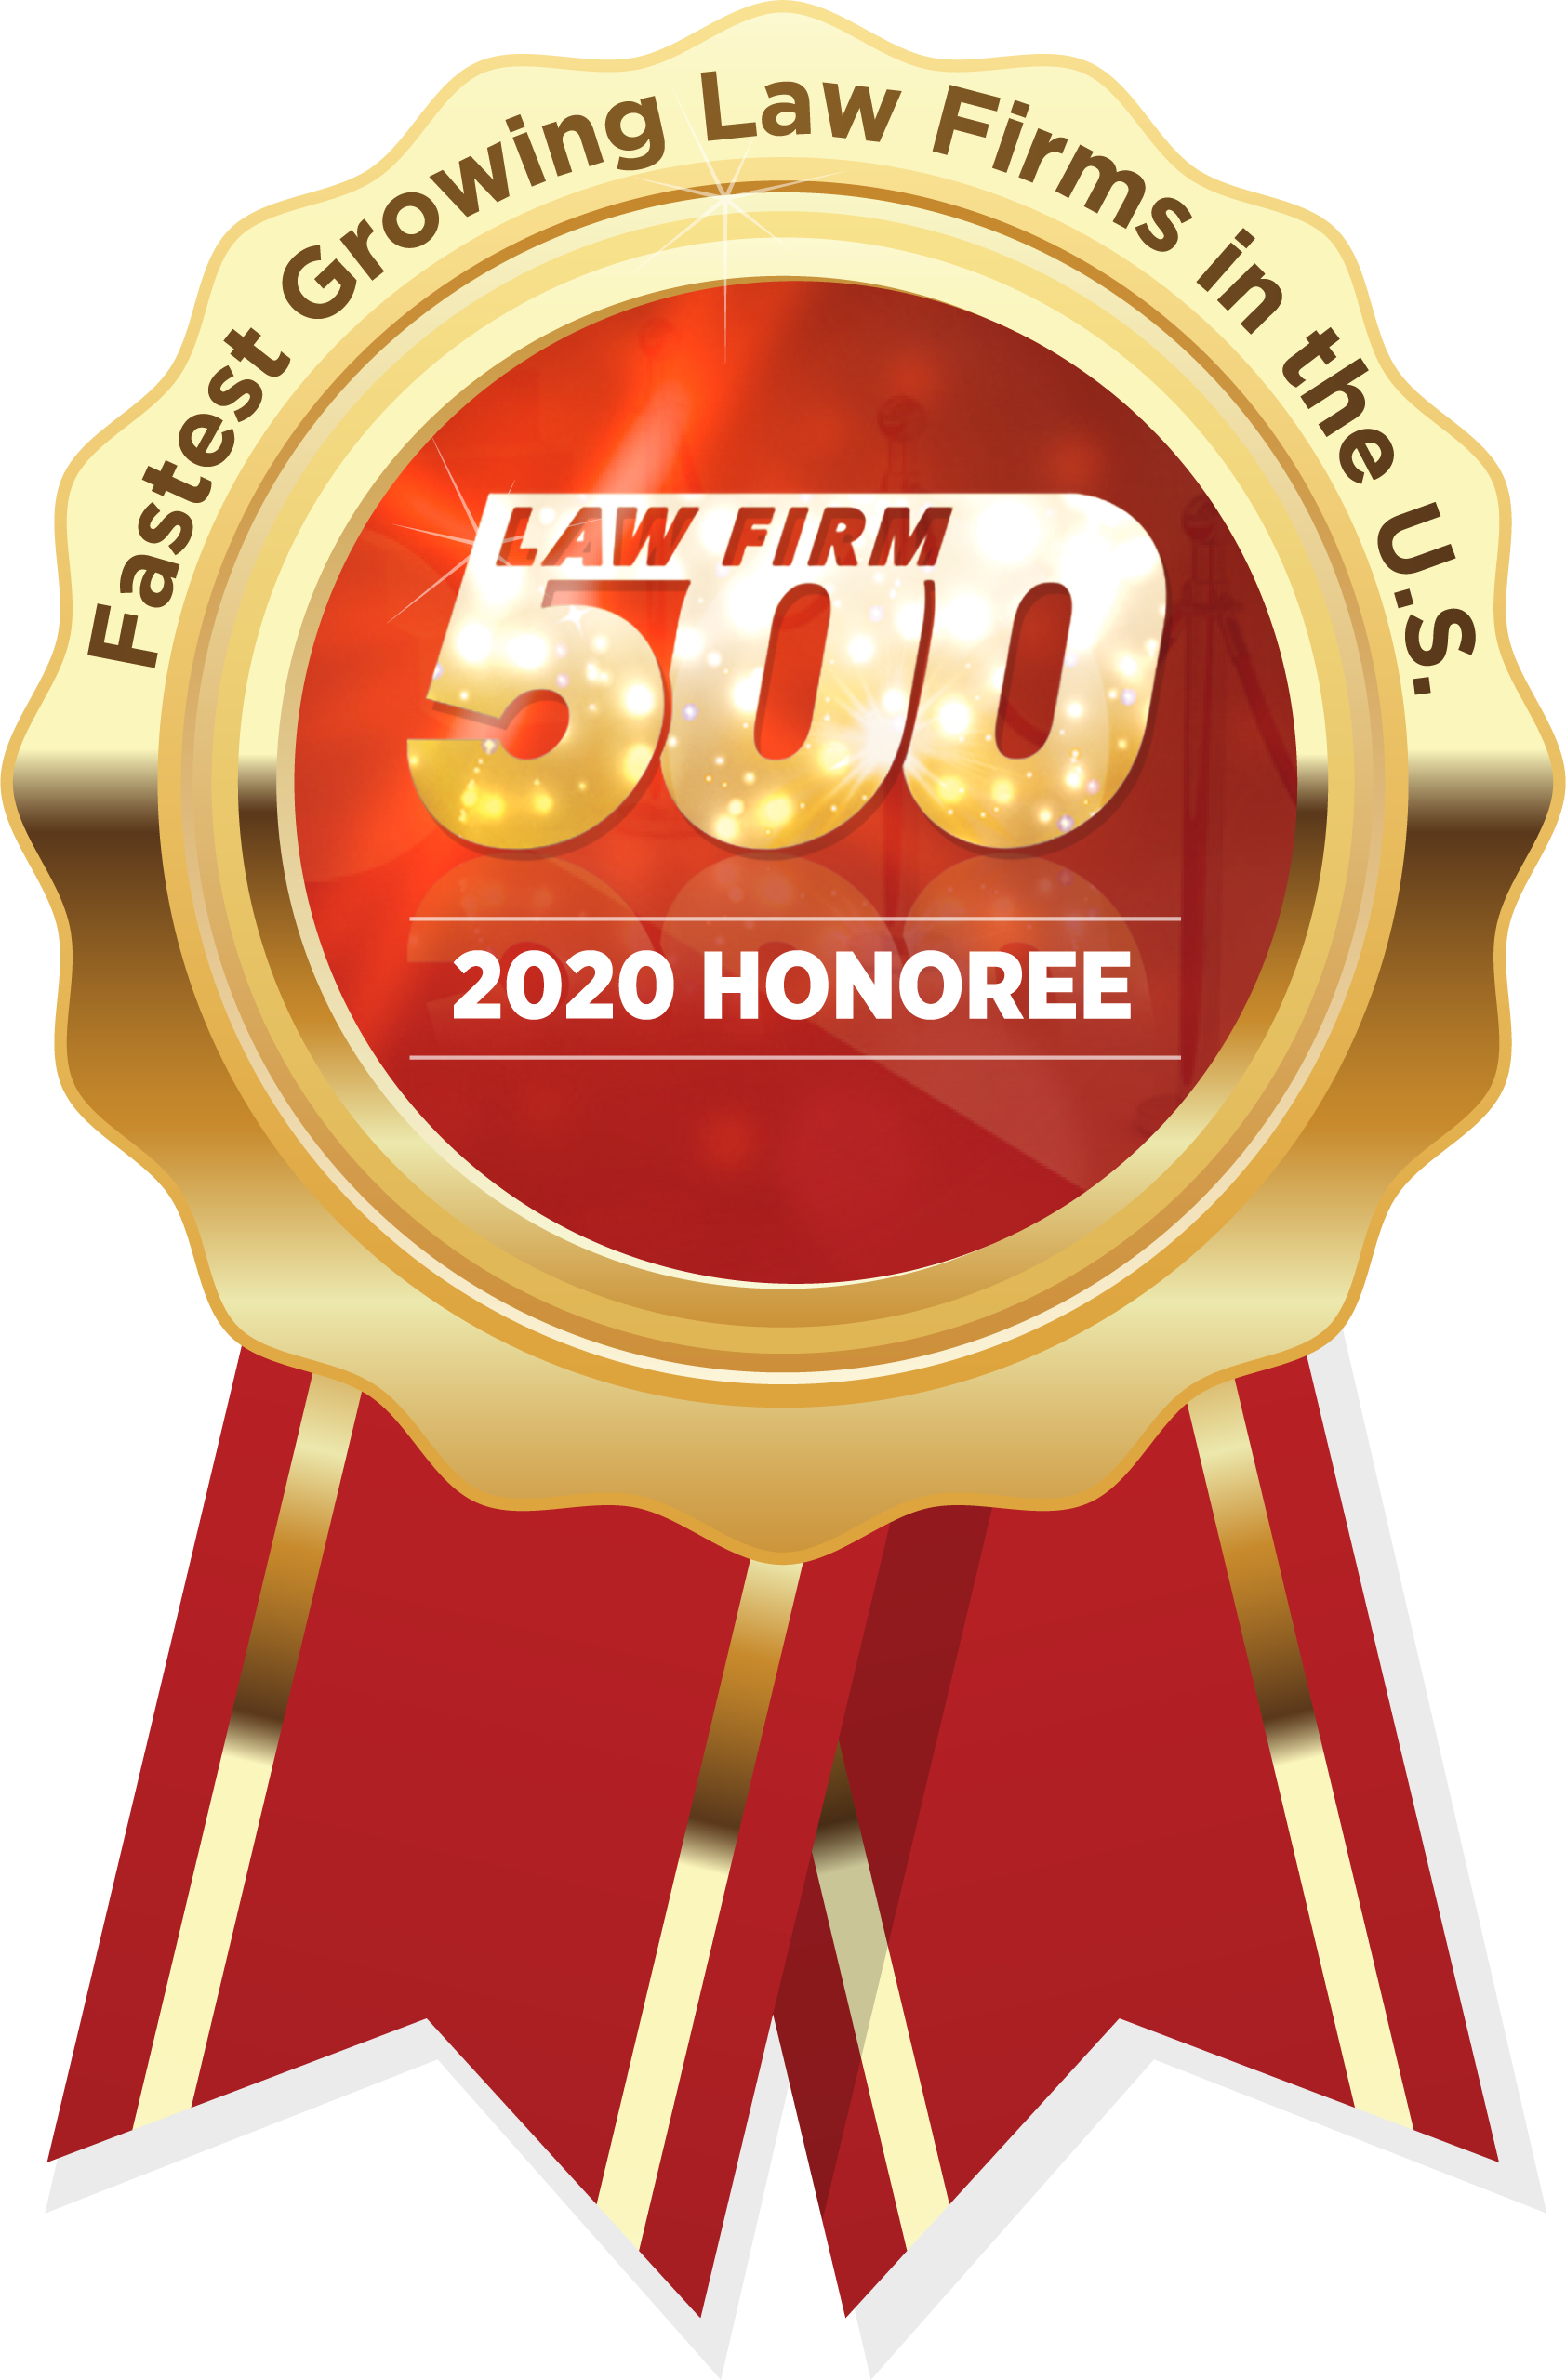 Fastest Growing Law Firms in the U.S.
LAW FIRM
500
2020 HONOREE